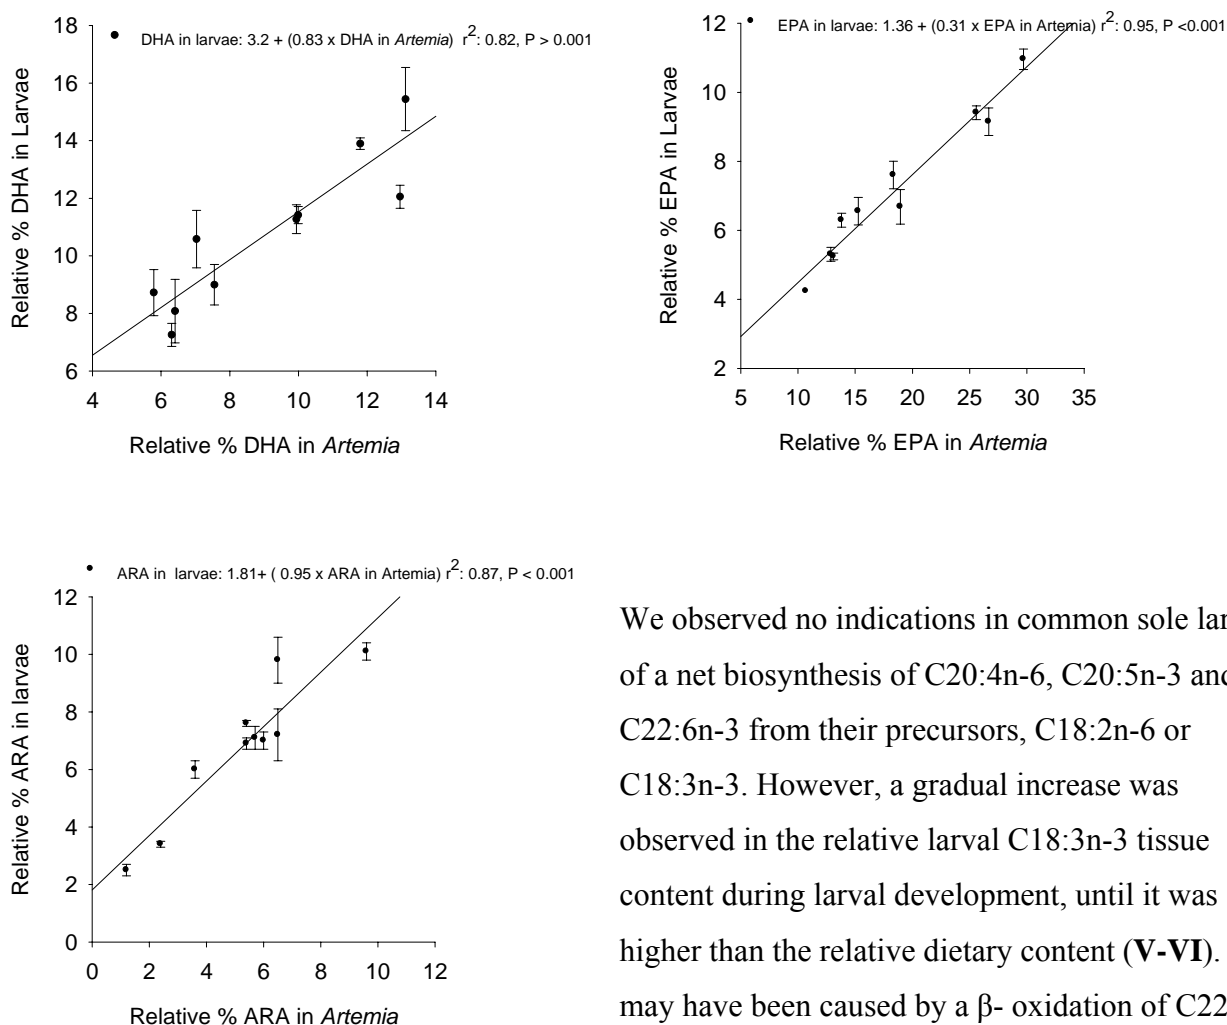 DHA in larvae: 3.2 + (0.83 x DHA in Artemia) r2: 0.82, P > 0.001
18
16
14
12
10
8
6
Relative % DHA in Larvae
4 6 8 10 12 14
Relative % DHA in Artemia
EPA in larvae: 1.36 + (0.31 x EPA in Artemia) r2: 0.95, P <0.001
12
10
8
6
4
2
Relative % EPA in Larvae
5 10 15 20 25 30 35
Relative % EPA in Artemia
ARA in larvae: 1.81+ ( 0.95 x ARA in Artemia) r2: 0.87, P < 0.001
12
10
8
6
4
2
0
Relative % ARA in larvae
0 2 4 6 8 10 12
Relative % ARA in Artemia
We observed no indications in common sole
of a net biosynthesis of C20:4n-6, C20:5n-3 and
C22:6n-3 from their precursors, C18:2n-6 or
C18:3n-3. However, a gradual increase was
observed in the relative larval C18:3n-3 tissue
content during larval development, until it was
higher than the relative dietary content (V-VI).
may have been caused by a β- oxidation of C22